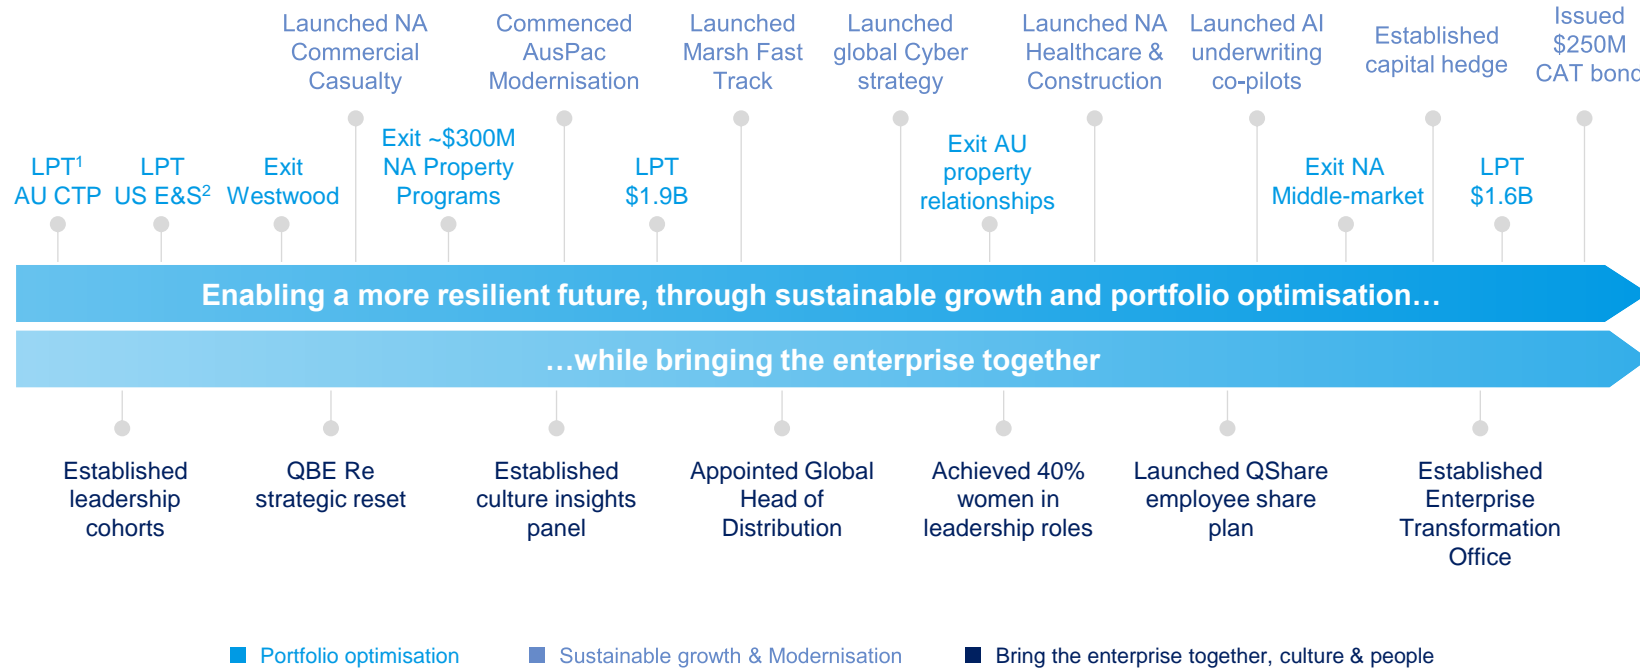 Launched NA
Commercial
Casualty
Commenced
AusPac
Modernisation
Launched
Marsh Fast
Track
Launched
global Cyber
strategy
Launched NA
Healthcare &
Construction
Launched AI
underwriting
co-pilots
Established
capital hedge
Issued
$250M
CAT bond
LPT¹
AU CTP
LPT
US E&S²
Exit
Westwood
Exit ~$300M
NA Property
Programs
LPT
$1.9B
Exit AU
property
relationships
Exit NA
Middle-market
LPT
$1.6B
Enabling a more resilient future, through sustainable growth and portfolio optimisation…
…while bringing the enterprise together
Established
leadership
cohorts
QBE Re
strategic reset
Established
culture insights
panel
Appointed Global
Head of
Distribution
Achieved 40%
women in
leadership roles
Launched QShare
employee share
plan
Established
Enterprise
Transformation
Office
Portfolio optimisation
Sustainable growth & Modernisation
Bring the enterprise together, culture & people